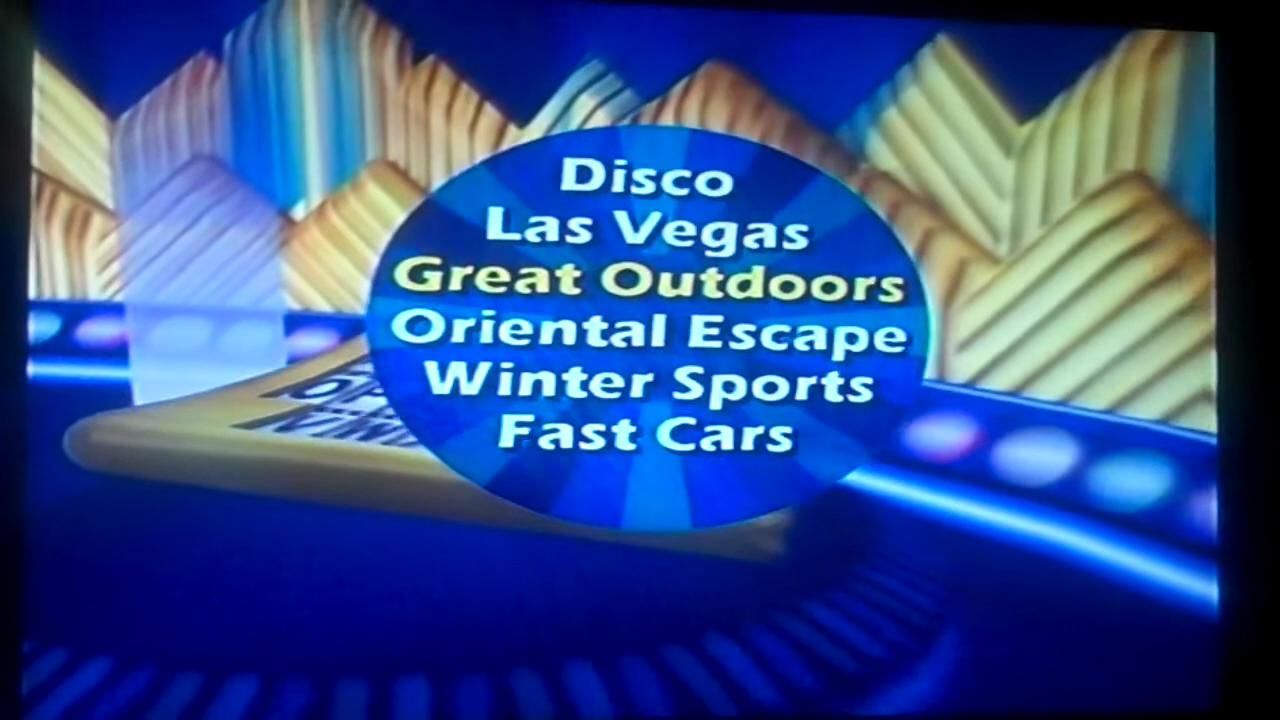 Disco
Las Vegas
Great Outdoors
Oriental Escape
Winter Sports
Fast Cars